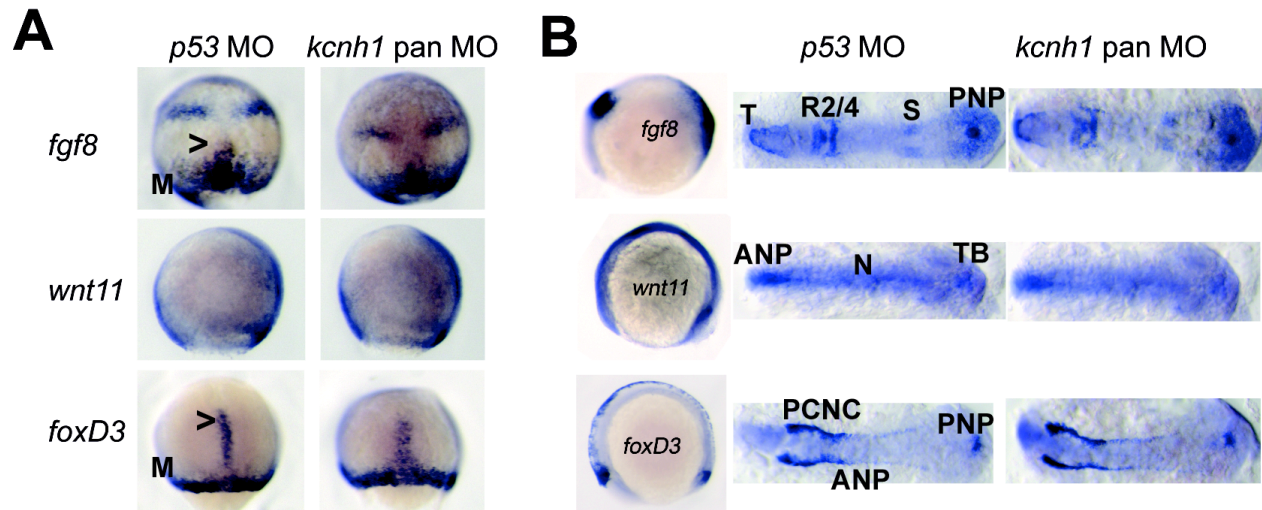 A
p53 MO
kcnh1 pan MO
fgf8
>
M
wnt11
foxD3
>
M
B
p53 MO
kcnh1 pan MO
fgf8
T
R2/4
S
PNP
wnt11
ANP
N
TB
foxD3
PCNC
ANP
PNP